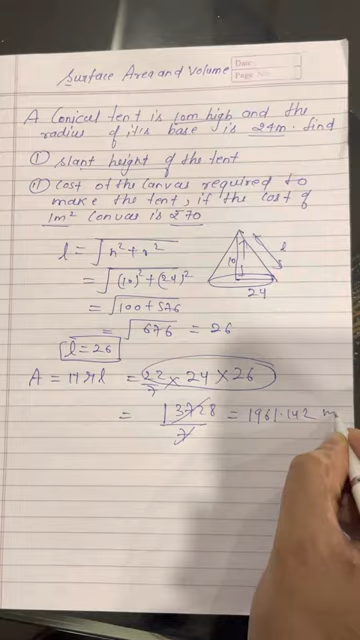 Date
Page No.
Surface Area and Volume
A Conical tent is 10m high and the
radius of its base is 24m. find
(i) Slant height of the tent
(ii) Cost of the Canvas required to
make the tent, if the cost of
1m² Canvas is ₹70
l = √h² + r²
= √(10)² + (24)²
= √100 + 576
= √676 = 26
l = 26
10
l
24
A = πrl = 22/7 × 24 × 26
= 13728/7 = 1961.142 m